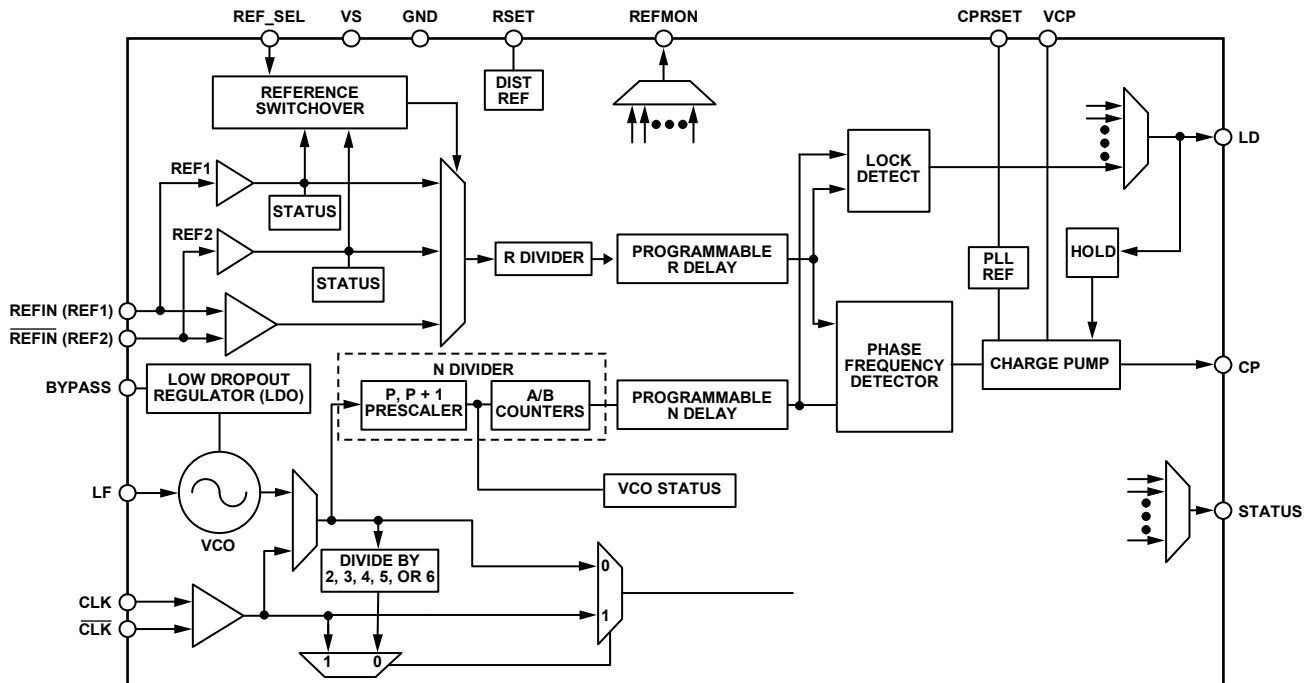 REF_SEL
VS
GND
RSET
REFMON
CPRSET
VCP
REFERENCE
SWITCHOVER
DIST
REF
REF1
STATUS
REF2
STATUS
LOCK
DETECT
LD
HOLD
R DIVIDER
PROGRAMMABLE
R DELAY
PLL
REF
REFIN (REF1)
REFIN (REF2)
BYPASS
LOW DROPOUT
REGULATOR (LDO)
N DIVIDER
P, P + 1
PRESCALER
A/B
COUNTERS
PROGRAMMABLE
N DELAY
PHASE
FREQUENCY
DETECTOR
CHARGE PUMP
CP
LF
VCO
VCO STATUS
STATUS
DIVIDE BY
2, 3, 4, 5, OR 6
0
1
CLK
CLK
1
0